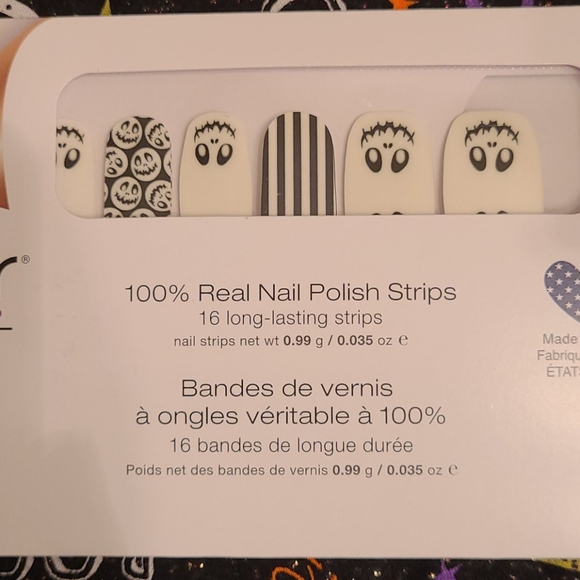 r®
100% Real Nail Polish Strips
16 long-lasting strips
nail strips net wt 0.99 g / 0.035 oz ℮
Made
Fabriqu
ÉTATS
Bandes de vernis
à ongles véritable à 100%
16 bandes de longue durée
Poids net des bandes de vernis 0.99 g / 0.035 oz ℮